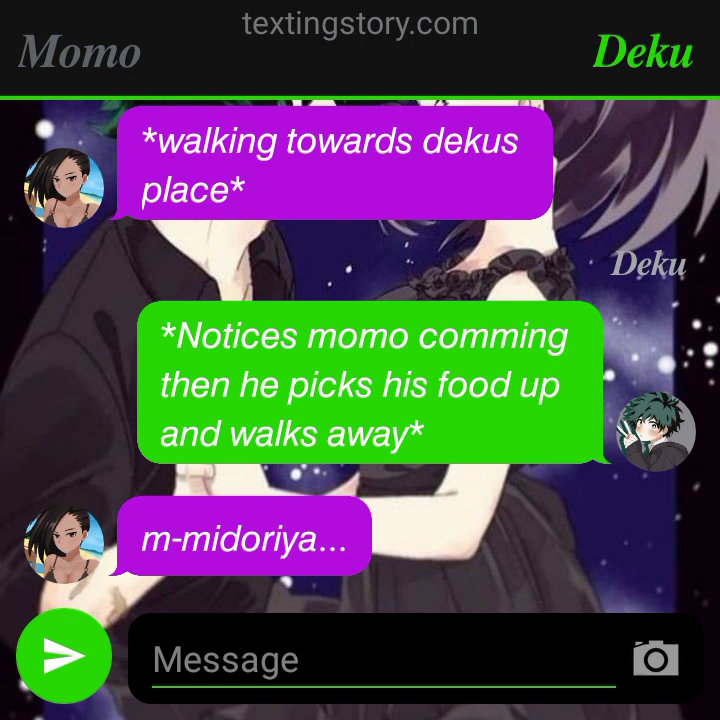 textingstory.com
Momo
Deku
*walking towards dekus
place*
Deku
*Notices momo comming
then he picks his food up
and walks away*
m-midoriya...
Message